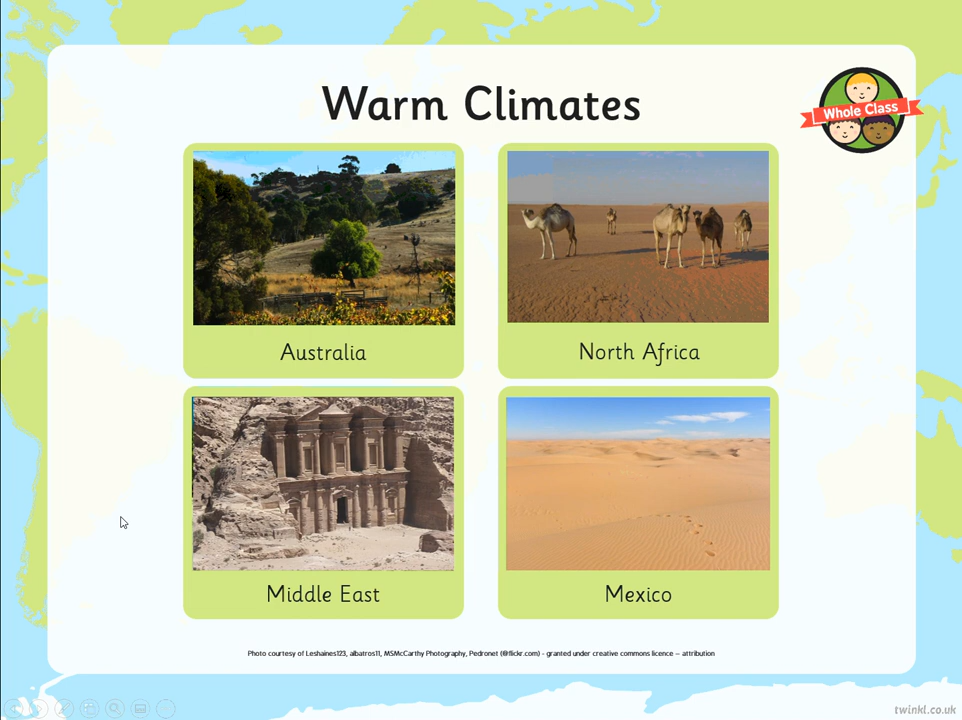 Warm Climates
Whole Class
Australia
North Africa
Middle East
Mexico
Photo courtesy of Leshaines123, albatros11, MSMcCarthy Photography, Pedronet (@flickr.com) - granted under creative commons licence – attribution
twinkl.co.uk